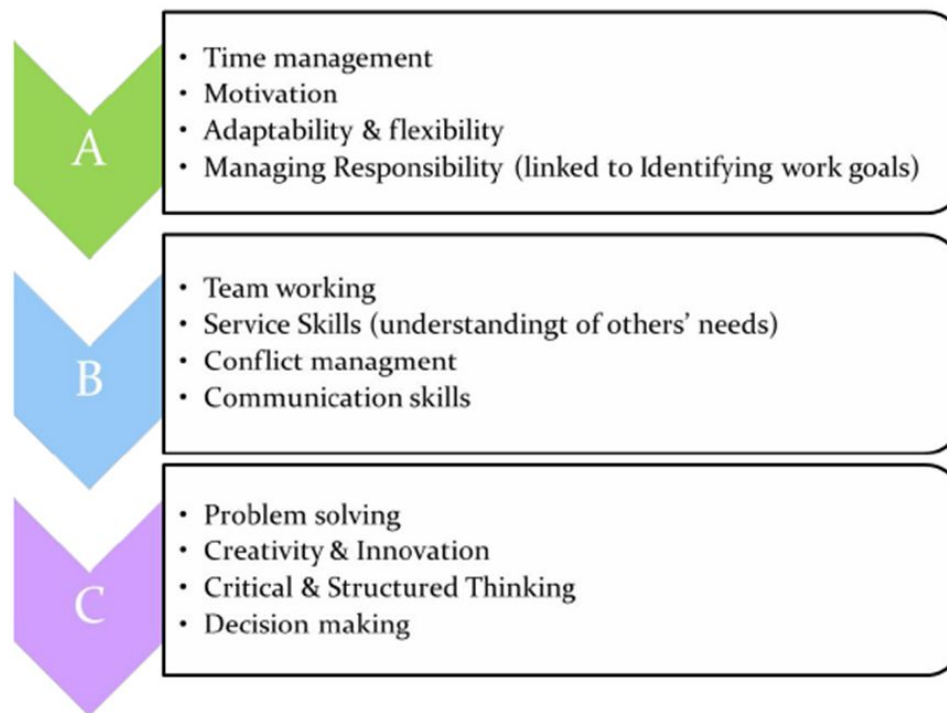 A
• Time management
• Motivation
• Adaptability & flexibility
• Managing Responsibility (linked to Identifying work goals)
B
• Team working
• Service Skills (understandingt of others’ needs)
• Conflict managment
• Communication skills
C
• Problem solving
• Creativity & Innovation
• Critical & Structured Thinking
• Decision making